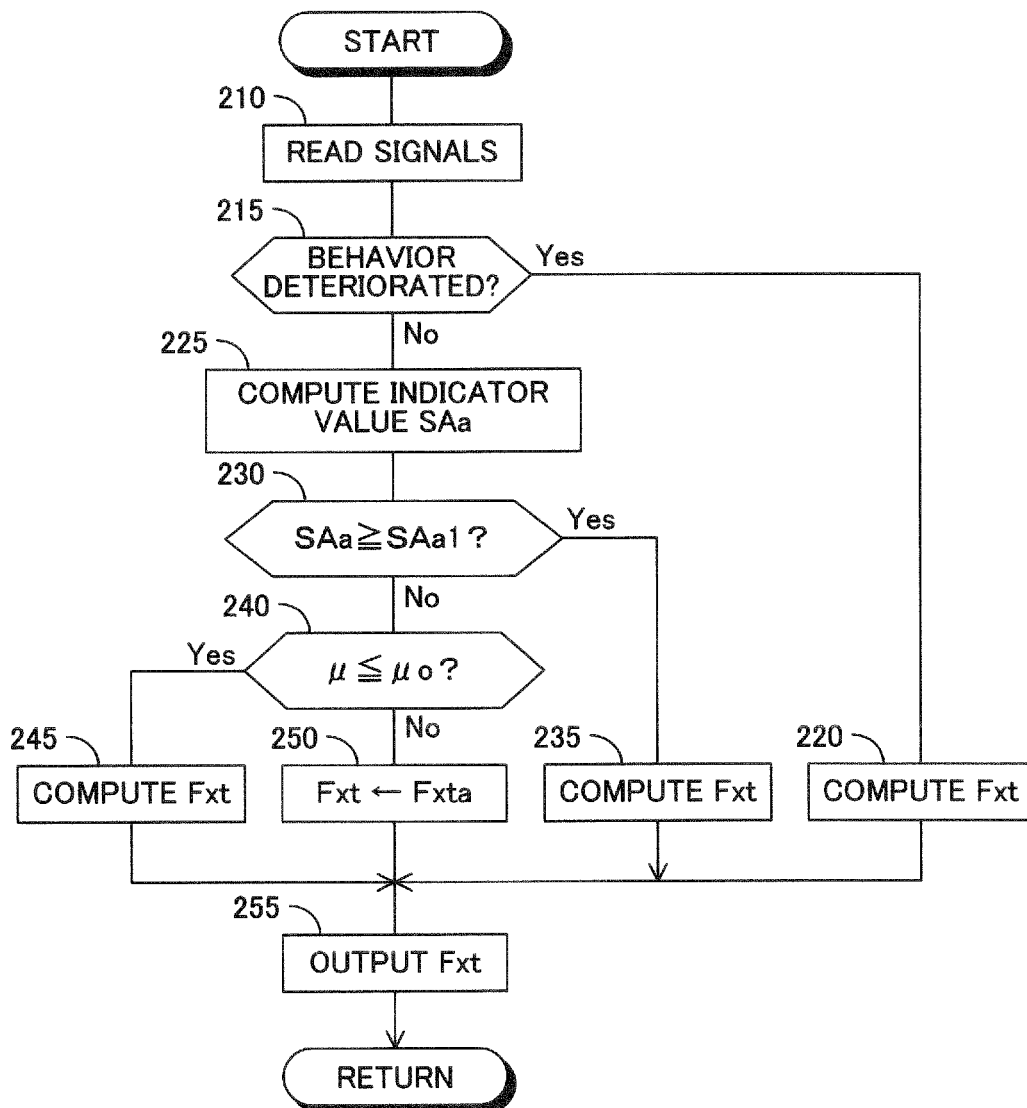 START
210
READ SIGNALS
215
BEHAVIOR
DETERIORATED?
Yes
No
225
COMPUTE INDICATOR
VALUE SAa
230
SAa≧SAa1?
Yes
No
240
μ≦μo?
Yes
No
245
COMPUTE Fxt
250
Fxt ← Fxta
235
COMPUTE Fxt
220
COMPUTE Fxt
255
OUTPUT Fxt
RETURN